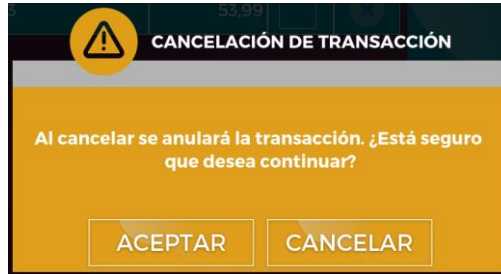 53,99
CANCELACIÓN DE TRANSACCIÓN
Al cancelar se anulará la transacción. ¿Está seguro
que desea continuar?
ACEPTAR CANCELAR